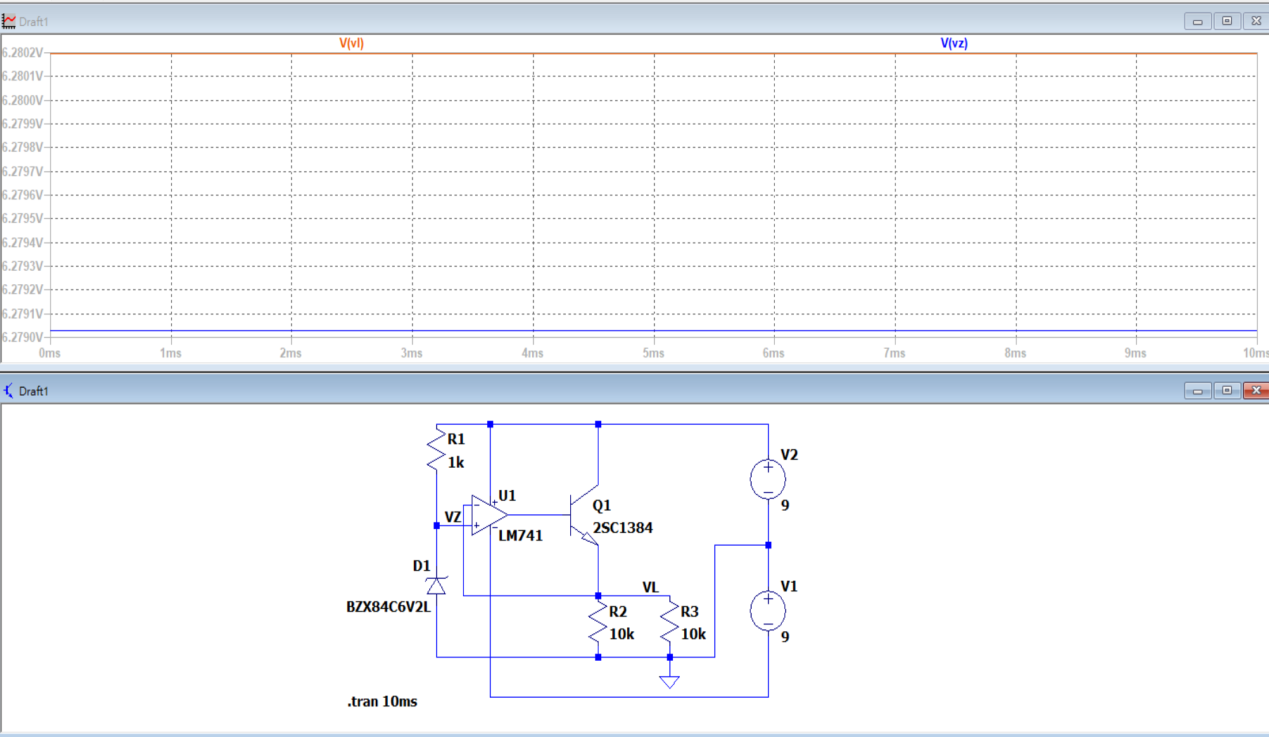 Draft1
V(vl) V(vz)
6.2802V
6.2801V
6.2800V
6.2799V
6.2798V
6.2797V
6.2796V
6.2795V
6.2794V
6.2793V
6.2792V
6.2791V
6.2790V
0ms 1ms 2ms 3ms 4ms 5ms 6ms 7ms 8ms 9ms 10ms
Draft1
R1
1k
V2
9
U1
LM741
VZ
Q1
2SC1384
D1
BZX84C6V2L
VL
R2
10k
R3
10k
V1
9
.tran 10ms